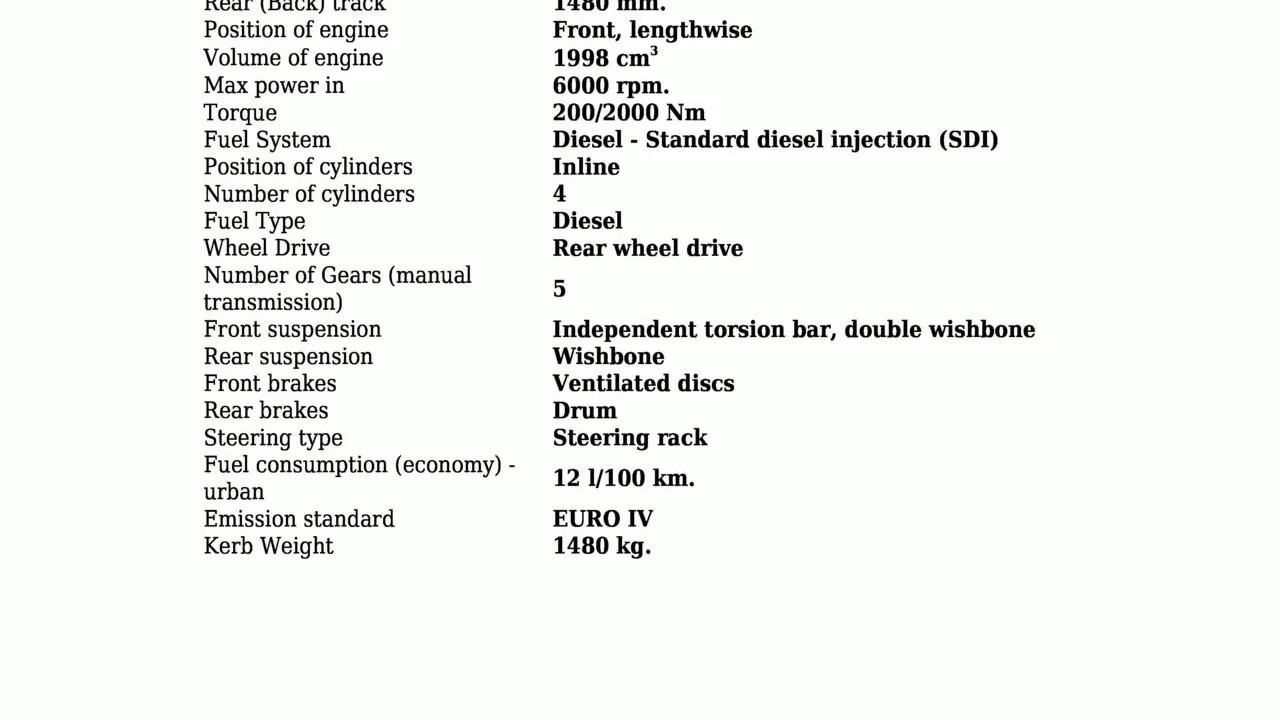 Rear (Back) track 1480 mm.
Position of engine Front, lengthwise
Volume of engine 1998 cm³
Max power in 6000 rpm.
Torque 200/2000 Nm
Fuel System Diesel - Standard diesel injection (SDI)
Position of cylinders Inline
Number of cylinders 4
Fuel Type Diesel
Wheel Drive Rear wheel drive
Number of Gears (manual
transmission) 5
Front suspension Independent torsion bar, double wishbone
Rear suspension Wishbone
Front brakes Ventilated discs
Rear brakes Drum
Steering type Steering rack
Fuel consumption (economy) -
urban 12 l/100 km.
Emission standard EURO IV
Kerb Weight 1480 kg.